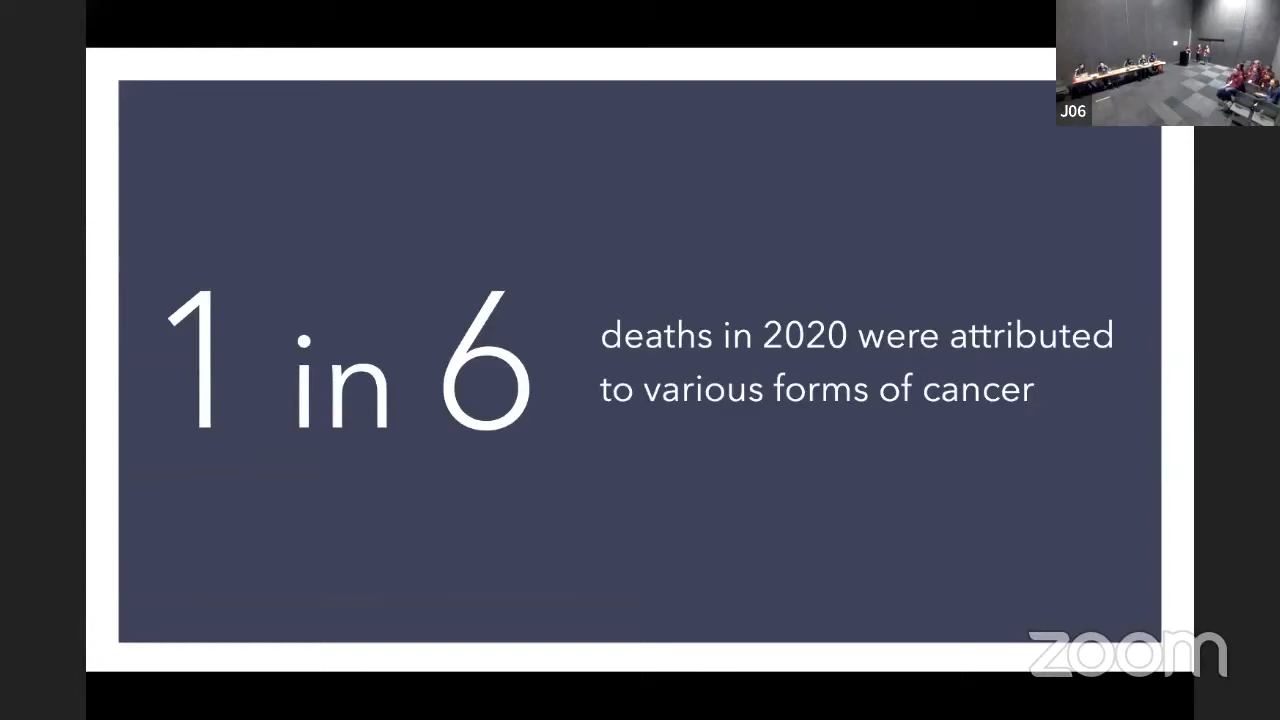 J06
1 in 6
deaths in 2020 were attributed
to various forms of cancer
zoom